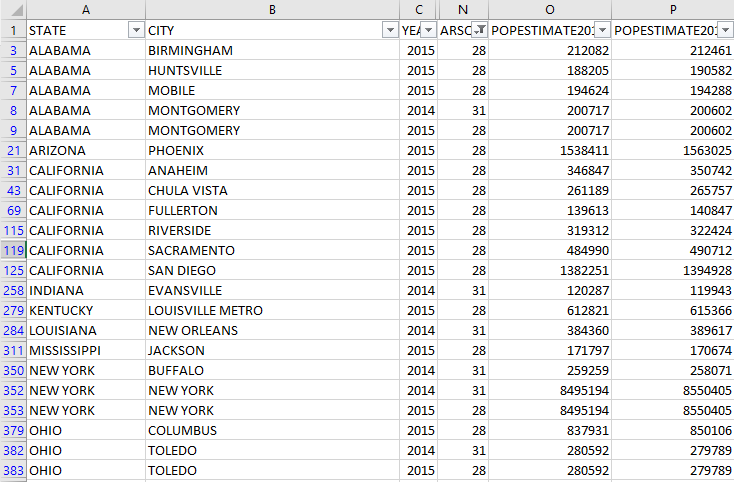 A B C N O P
1 STATE CITY YEA ARSO POPESTIMATE201 POPESTIMATE201
3 ALABAMA BIRMINGHAM 2015 28 212082 212461
5 ALABAMA HUNTSVILLE 2015 28 188205 190582
7 ALABAMA MOBILE 2015 28 194624 194288
8 ALABAMA MONTGOMERY 2014 31 200717 200602
9 ALABAMA MONTGOMERY 2015 28 200717 200602
21 ARIZONA PHOENIX 2015 28 1538411 1563025
31 CALIFORNIA ANAHEIM 2015 28 346847 350742
43 CALIFORNIA CHULA VISTA 2015 28 261189 265757
69 CALIFORNIA FULLERTON 2015 28 139613 140847
115 CALIFORNIA RIVERSIDE 2015 28 319312 322424
119 CALIFORNIA SACRAMENTO 2015 28 484990 490712
125 CALIFORNIA SAN DIEGO 2015 28 1382251 1394928
258 INDIANA EVANSVILLE 2014 31 120287 119943
279 KENTUCKY LOUISVILLE METRO 2015 28 612821 615366
284 LOUISIANA NEW ORLEANS 2014 31 384360 389617
311 MISSISSIPPI JACKSON 2015 28 171797 170674
350 NEW YORK BUFFALO 2014 31 259259 258071
352 NEW YORK NEW YORK 2014 31 8495194 8550405
353 NEW YORK NEW YORK 2015 28 8495194 8550405
379 OHIO COLUMBUS 2015 28 837931 850106
382 OHIO TOLEDO 2014 31 280592 279789
383 OHIO TOLEDO 2015 28 280592 279789